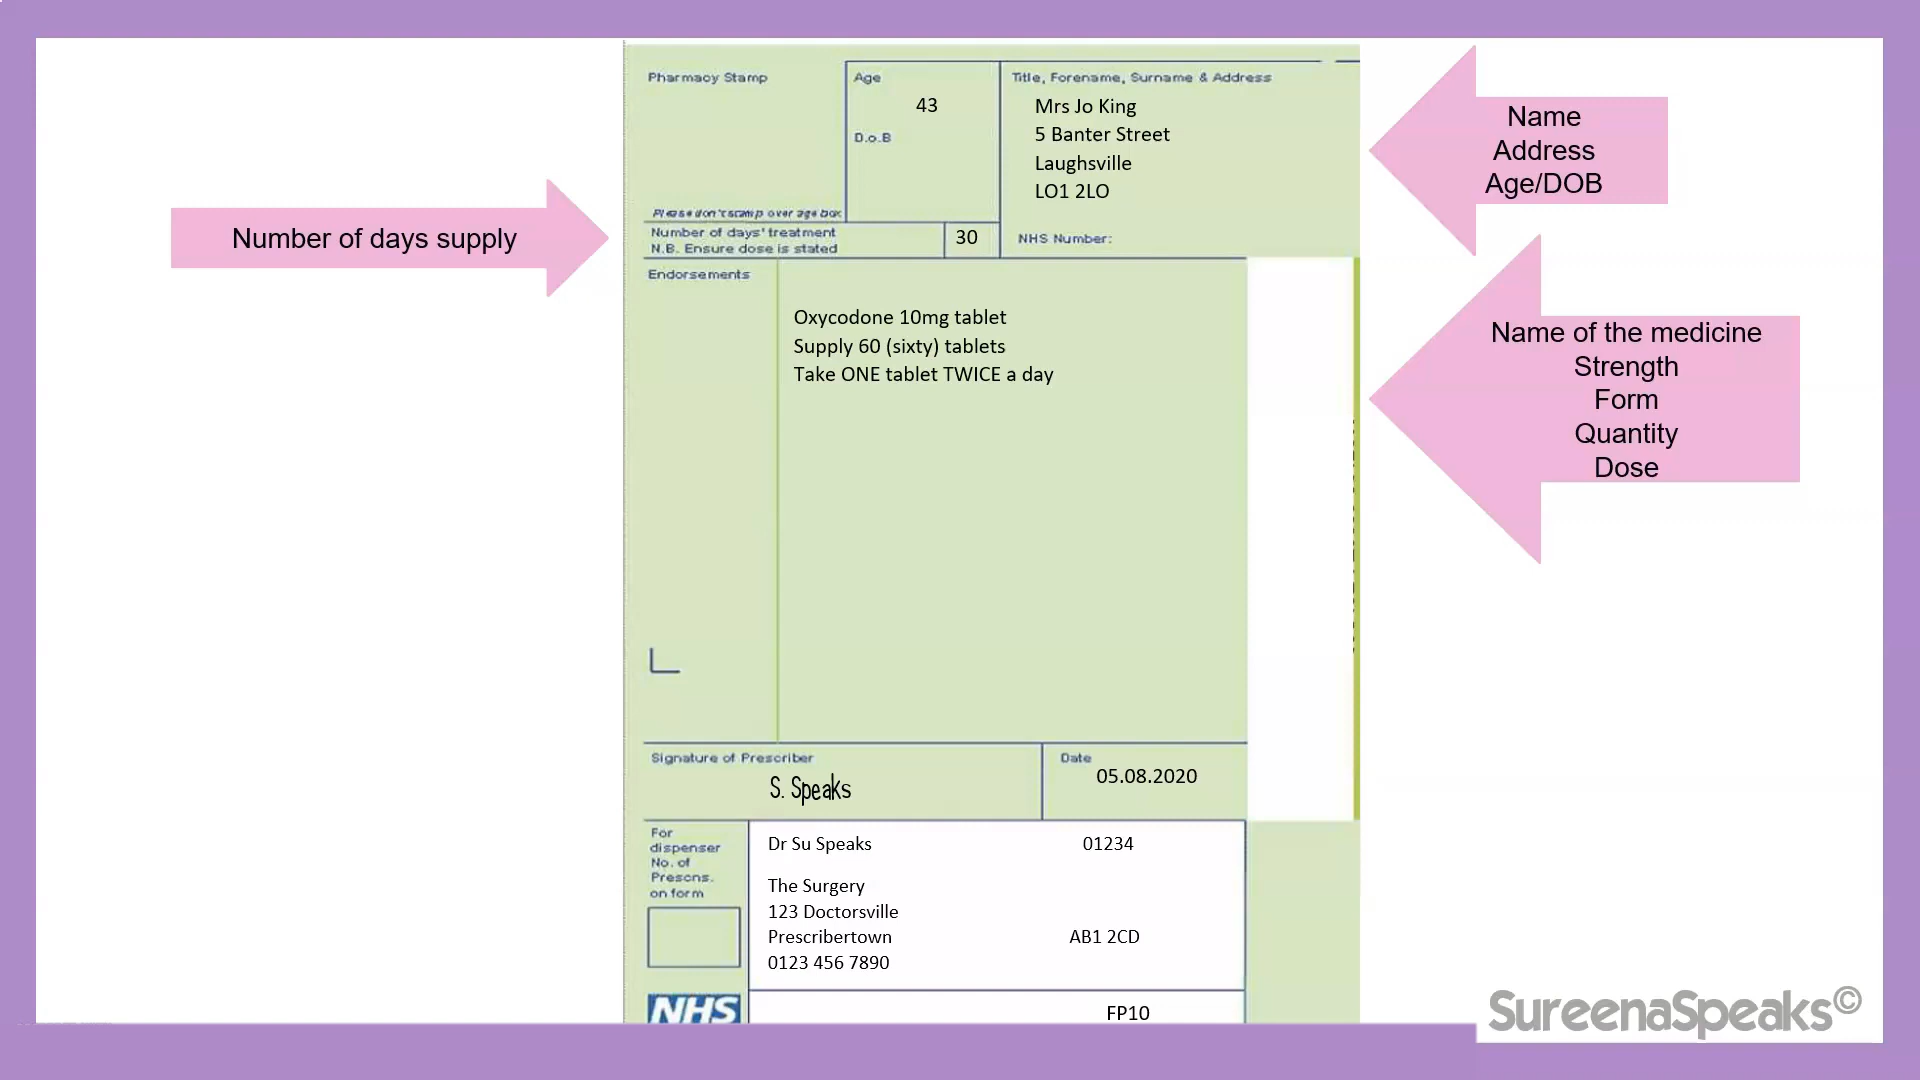 Pharmacy Stamp
Age
43
D.o.B
Title, Forename, Surname & Address
Mrs Jo King
5 Banter Street
Laughsville
LO1 2LO
Name
Address
Age/DOB
Please don't stamp over age box
Number of days supply
Number of days' treatment
N.B. Ensure dose is stated
30
NHS Number:
Endorsements
Oxycodone 10mg tablet
Supply 60 (sixty) tablets
Take ONE tablet TWICE a day
Name of the medicine
Strength
Form
Quantity
Dose
Signature of Prescriber
S. Speaks
Date
05.08.2020
For
dispenser
No. of
Prescns.
on form
Dr Su Speaks 01234
The Surgery
123 Doctorsville
Prescribertown AB1 2CD
0123 456 7890
NHS
FP10
SureenaSpeaks©